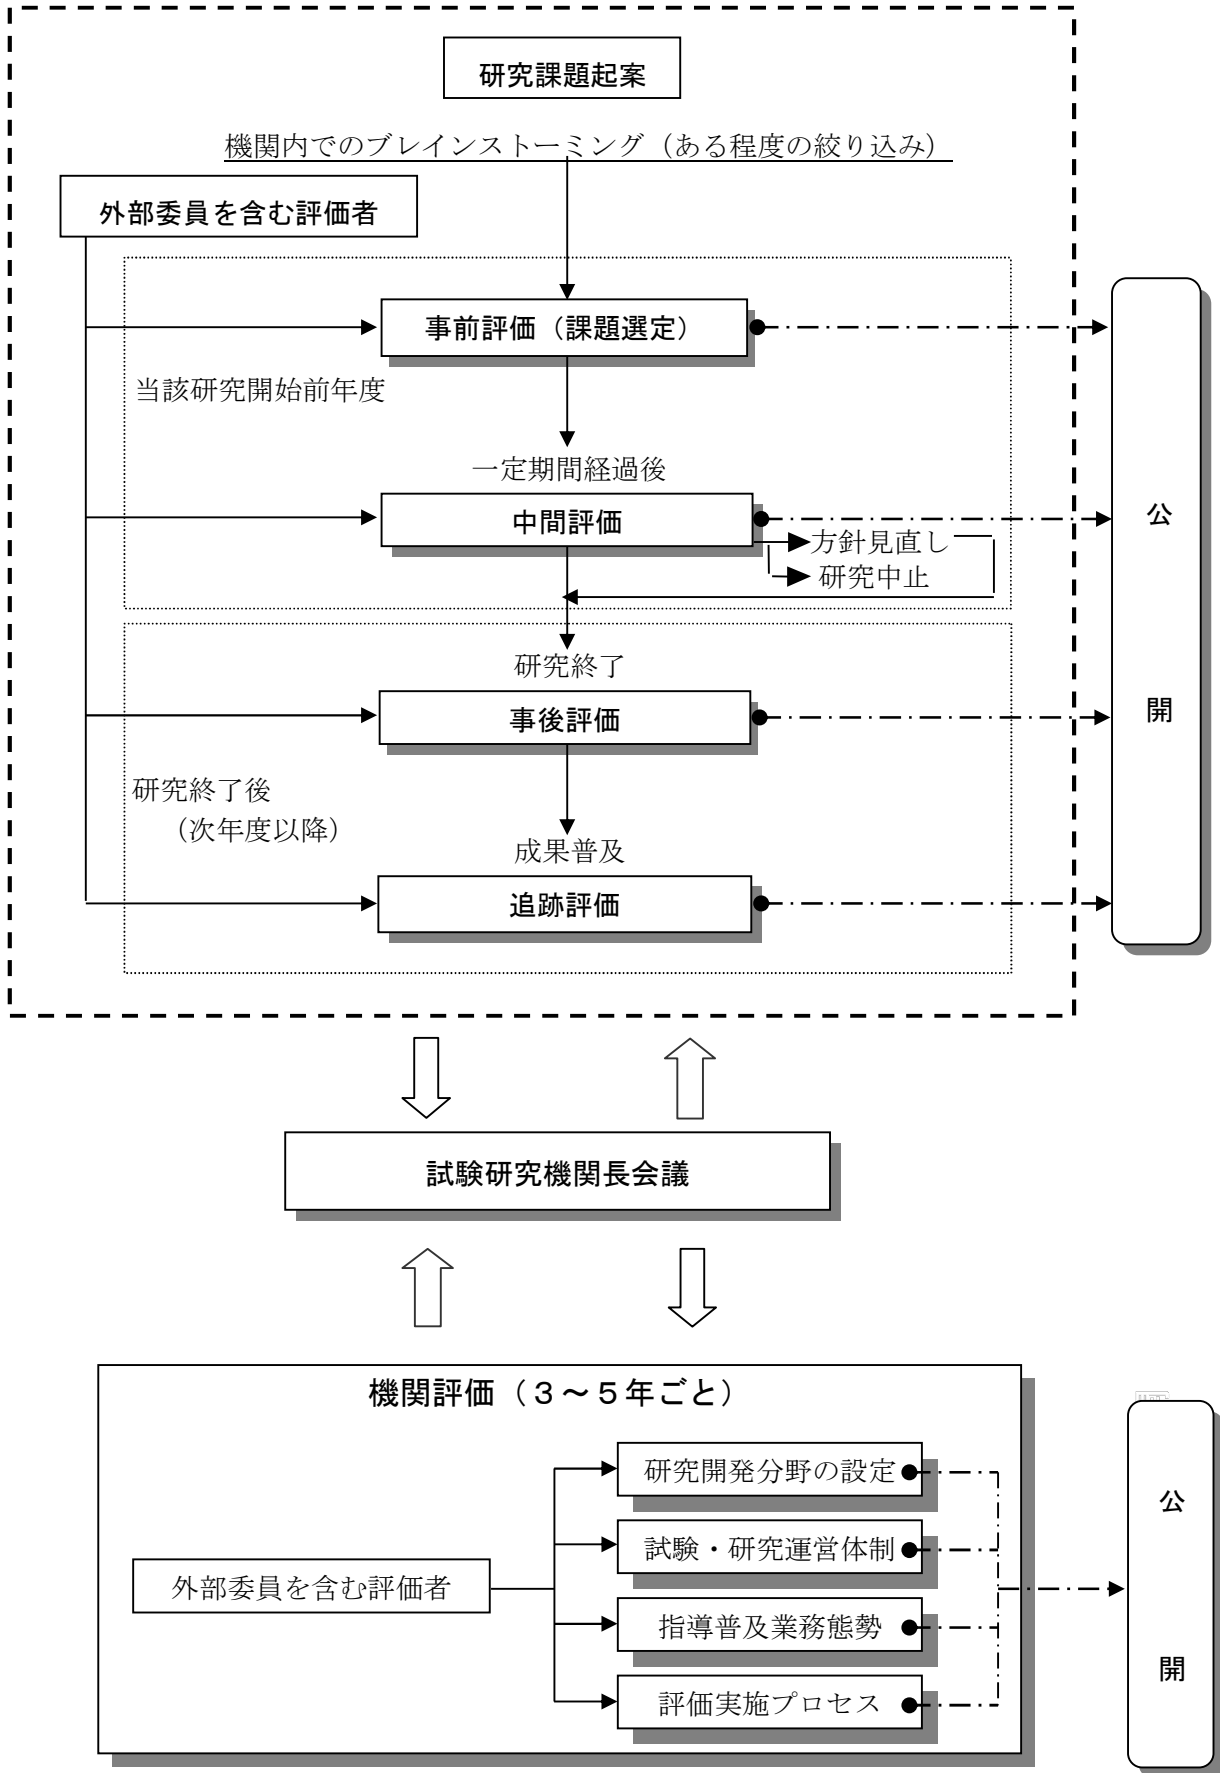 研究課題起案
機関内でのブレインストーミング（ある程度の絞り込み）
外部委員を含む評価者
事前評価（課題選定）
当該研究開始前年度
一定期間経過後
中間評価
方針見直し
研究中止
研究終了
事後評価
研究終了後
（次年度以降）
成果普及
追跡評価
公
開
試験研究機関長会議
機関評価（３～５年ごと）
研究開発分野の設定
試験・研究運営体制
外部委員を含む評価者
指導普及業務態勢
評価実施プロセス
公
開